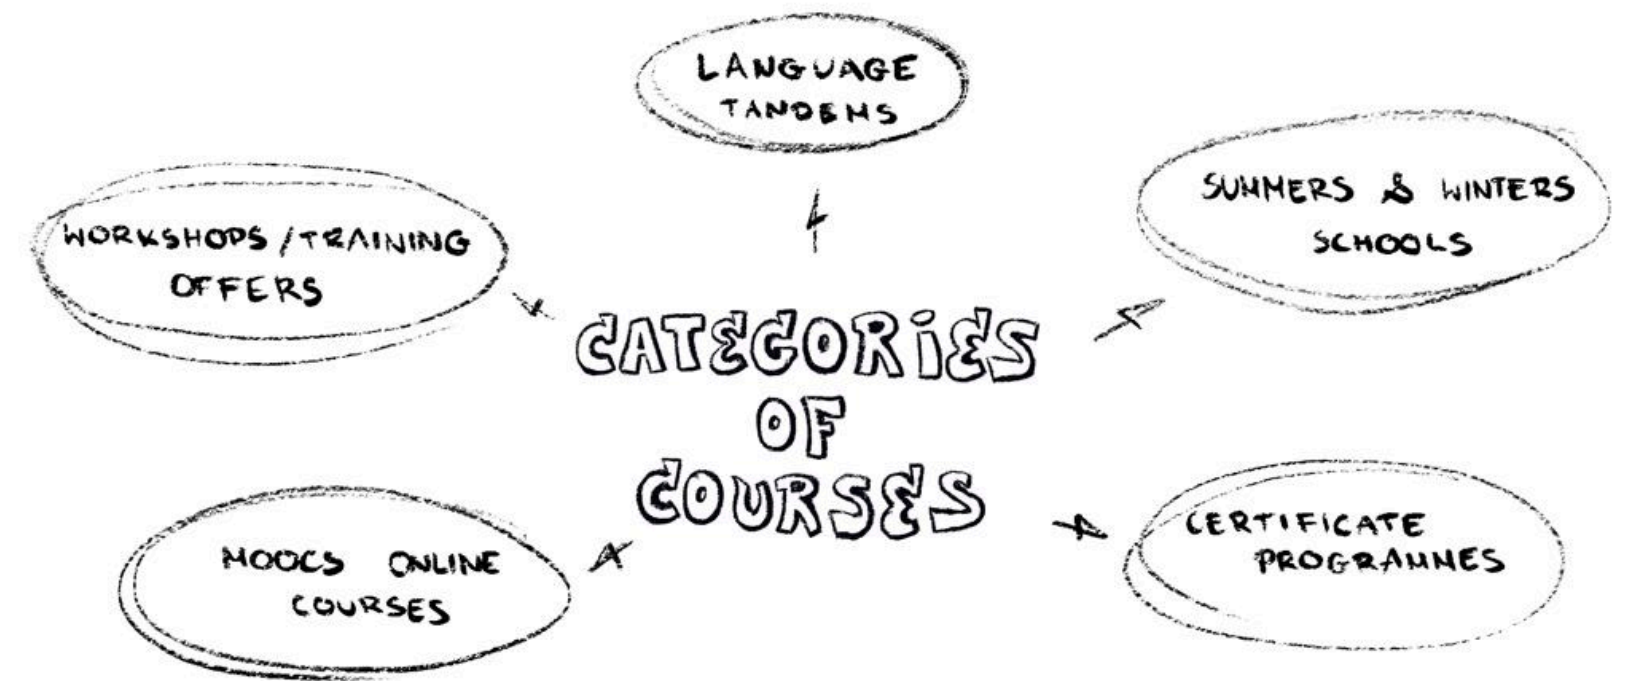 LANGUAGE
TANDEMS
SUMMERS & WINTERS
SCHOOLS
WORKSHOPS / TRAINING
OFFERS
CATEGORiES
OF
COURSES
CERTIFICATE
PROGRAMMES
MOOCS ONLINE
COURSES